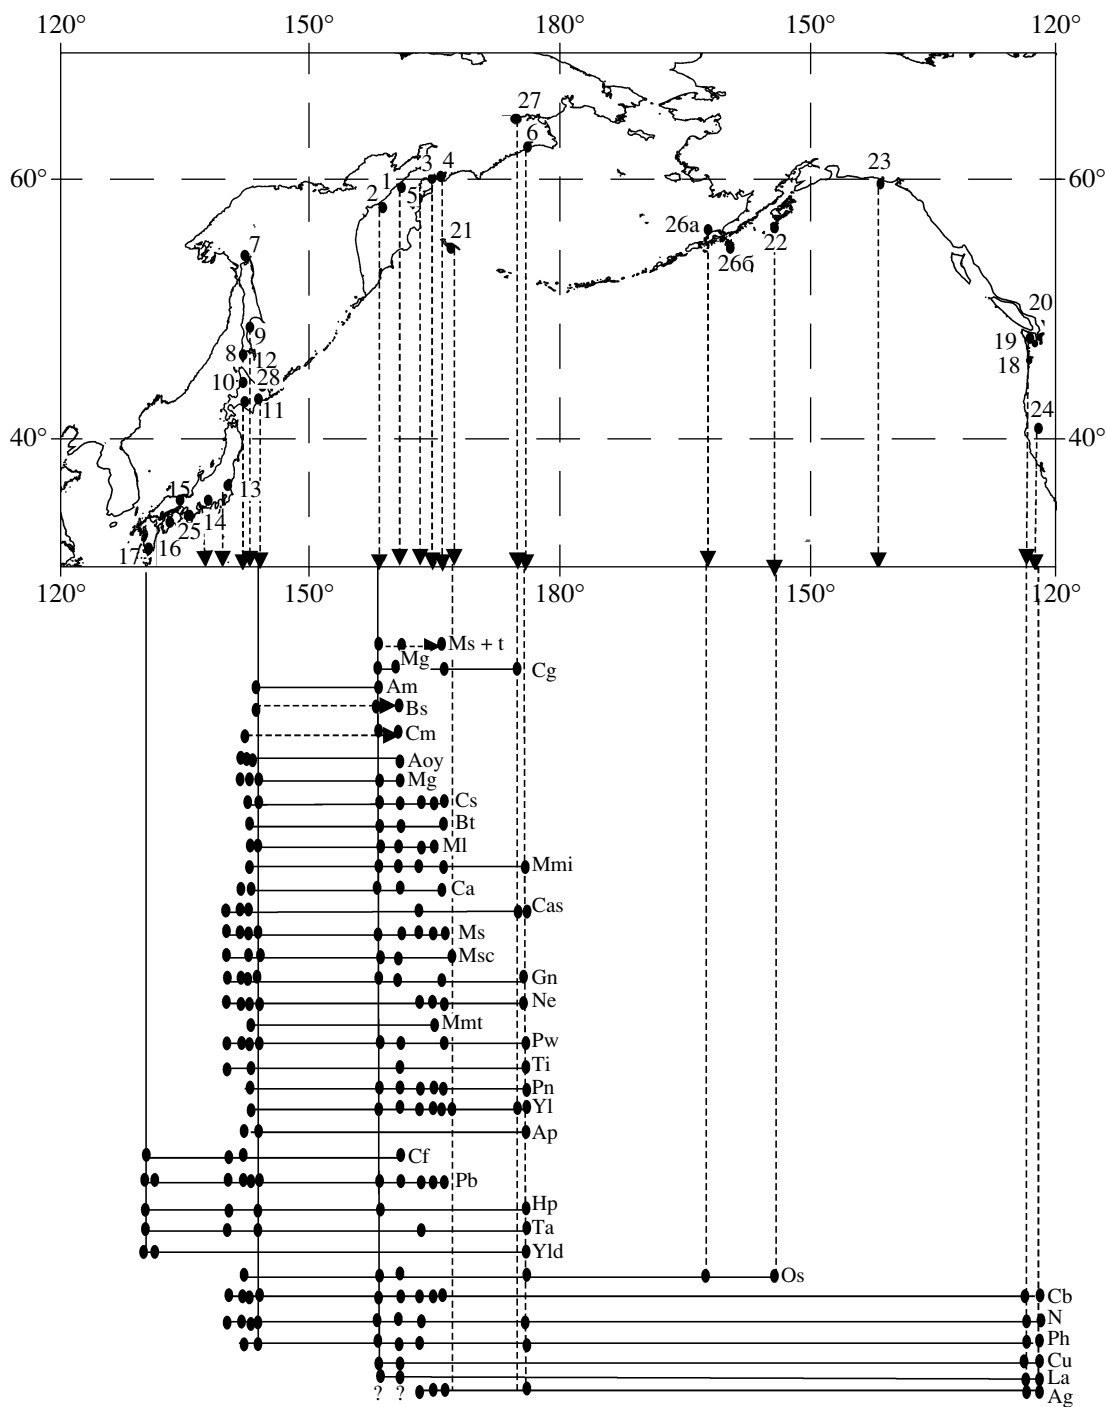 120° 150° 180° 150° 120°
27
6
3 4
1
23
60° 60°
2 5
26а 21
22
7 26б
20
9
19
8 12
18
10 28
11
24
40° 40°
15 13
14
25
17 16
120° 150° 180° 150° 120°
Ms + t
Mg
Cg
Am
Bs
Cm
Aoy
Mg
Cs
Bt
Ml
Mmi
Ca
Cas
Ms
Msc
Gn
Ne
Mmt
Pw
Ti
Pn
Yl
Ap
Cf
Pb
Hp
Ta
Yld
Os
Cb
N
Ph
Cu
La
? ? Ag